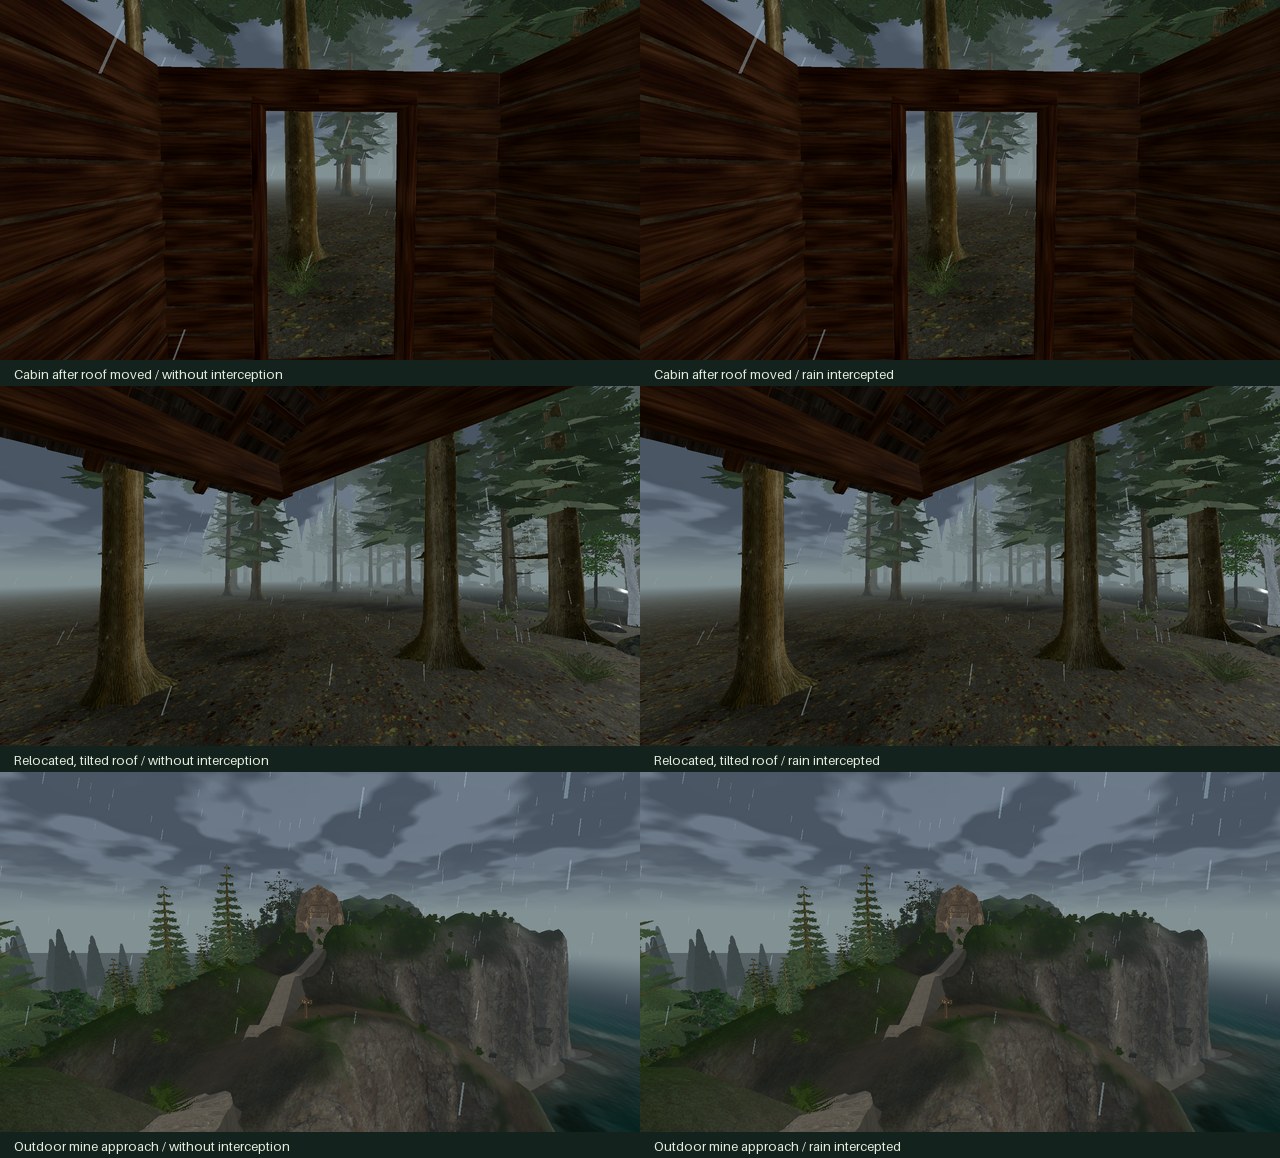 Cabin after roof moved / without interception
Cabin after roof moved / rain intercepted
Relocated, tilted roof / without interception
Relocated, tilted roof / rain intercepted
Outdoor mine approach / without interception
Outdoor mine approach / rain intercepted